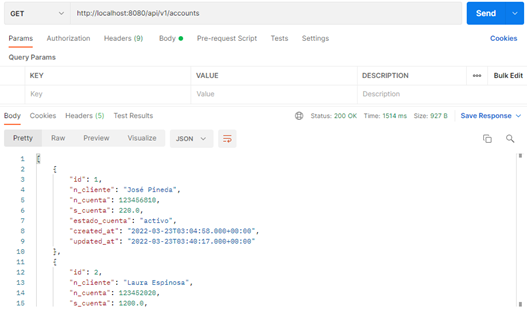 GET http://localhost:8080/api/v1/accounts Send
Params Authorization Headers (9) Body Pre-request Script Tests Settings Cookies
Query Params
KEY VALUE DESCRIPTION ooo Bulk Edit
Key Value Description
Body Cookies Headers (5) Test Results Status: 200 OK Time: 1514 ms Size: 927 B Save Response
Pretty Raw Preview Visualize JSON
1 [
2 {
3 "id": 1,
4 "n_cliente": "José Pineda",
5 "n_cuenta": 123456810,
6 "s_cuenta": 220.0,
7 "estado_cuenta": "activo",
8 "created_at": "2022-03-23T03:04:58.000+00:00",
9 "updated_at": "2022-03-23T03:40:17.000+00:00"
10 },
11 {
12 "id": 2,
13 "n_cliente": "Laura Espinosa",
14 "n_cuenta": 123452020,
15 "s_cuenta": 1200.0,